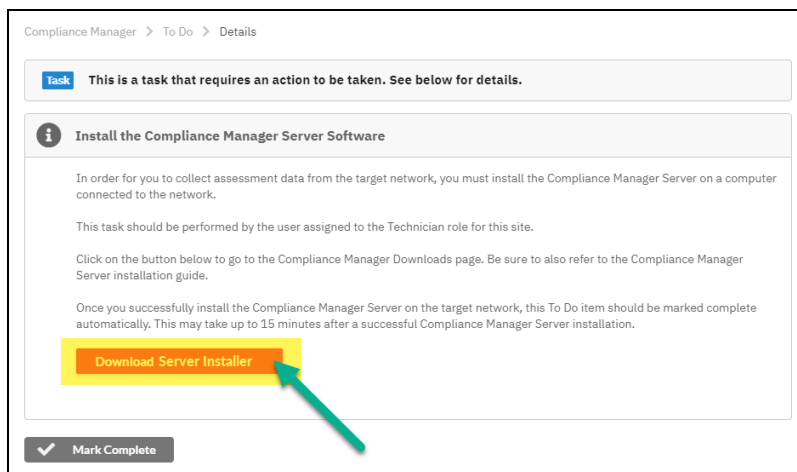 Compliance Manager > To Do > Details
Task This is a task that requires an action to be taken. See below for details.
Install the Compliance Manager Server Software
In order for you to collect assessment data from the target network, you must install the Compliance Manager Server on a computer
connected to the network.
This task should be performed by the user assigned to the Technician role for this site.
Click on the button below to go to the Compliance Manager Downloads page. Be sure to also refer to the Compliance Manager
Server installation guide.
Once you successfully install the Compliance Manager Server on the target network, this To Do item should be marked complete
automatically. This may take up to 15 minutes after a successful Compliance Manager Server installation.
Download Server Installer
Mark Complete